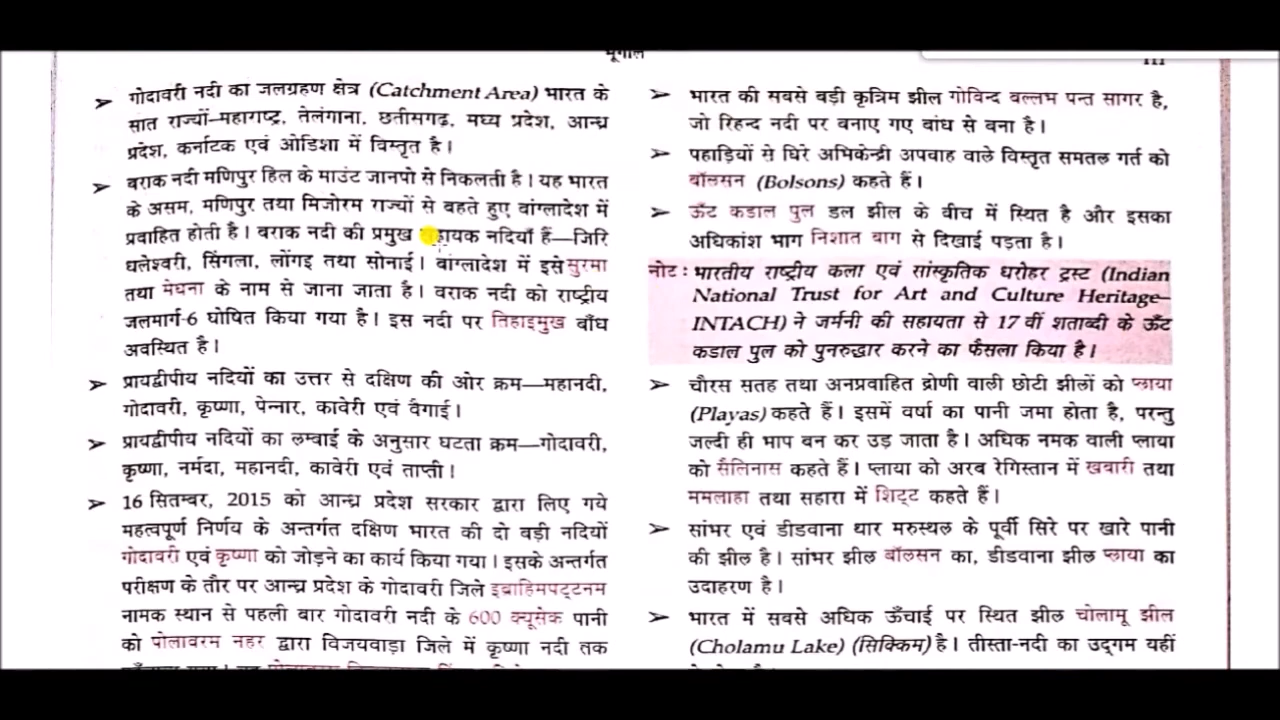 भूगोल
111
➢ गोदावरी नदी का जलग्रहण क्षेत्र (Catchment Area) भारत के
सात राज्यों–महाराष्ट्र, तेलंगाना, छत्तीसगढ़, मध्य प्रदेश, आन्ध्र
प्रदेश, कर्नाटक एवं ओडिशा में विस्तृत है।
➢ बराक नदी मणिपुर हिल के माउंट जानपो से निकलती है। यह भारत
के असम, मणिपुर तथा मिजोरम राज्यों से बहते हुए बांग्लादेश में
प्रवाहित होती है। बराक नदी की प्रमुख सहायक नदियाँ हैं—जिरि
धलेश्वरी, सिंगला, लोंगइ तथा सोनाई। बांग्लादेश में इसे सुरमा
तथा मेघना के नाम से जाना जाता है। वराक नदी को राष्ट्रीय
जलमार्ग-6 घोषित किया गया है। इस नदी पर तिहाइमुख बाँध
अवस्थित है।
➢ प्रायद्वीपीय नदियों का उत्तर से दक्षिण की ओर क्रम—महानदी,
गोदावरी, कृष्णा, पेन्नार, कावेरी एवं वैगाई।
➢ प्रायद्वीपीय नदियों का लम्बाई के अनुसार घटता क्रम—गोदावरी,
कृष्णा, नर्मदा, महानदी, कावेरी एवं ताप्ती।
➢ 16 सितम्बर, 2015 को आन्ध्र प्रदेश सरकार द्वारा लिए गये
महत्वपूर्ण निर्णय के अन्तर्गत दक्षिण भारत की दो बड़ी नदियों
गोदावरी एवं कृष्णा को जोड़ने का कार्य किया गया। इसके अन्तर्गत
परीक्षण के तौर पर आन्ध्र प्रदेश के गोदावरी जिले इब्राहिमपट्टनम
नामक स्थान से पहली बार गोदावरी नदी के 600 क्यूसेक पानी
को पोलावरम नहर द्वारा विजयवाड़ा जिले में कृष्णा नदी तक
➢ भारत की सबसे बड़ी कृत्रिम झील गोविन्द वल्लभ पन्त सागर है,
जो रिहन्द नदी पर बनाए गए बांध से बना है।
➢ पहाड़ियों से घिरे अभिकेन्द्री अपवाह वाले विस्तृत समतल गर्त को
बॉलसन (Bolsons) कहते हैं।
➢ ऊँट कडाल पुल डल झील के बीच में स्थित है और इसका
अधिकांश भाग निशात बाग से दिखाई पड़ता है।
नोट : भारतीय राष्ट्रीय कला एवं सांस्कृतिक धरोहर ट्रस्ट (Indian
National Trust for Art and Culture Heritage–
INTACH) ने जर्मनी की सहायता से 17 वीं शताब्दी के ऊँट
कडाल पुल को पुनरुद्धार करने का फैसला किया है।
➢ चौरस सतह तथा अनप्रवाहित द्रोणी वाली छोटी झीलों को प्लाया
(Playas) कहते हैं। इसमें वर्षा का पानी जमा होता है, परन्तु
जल्दी ही भाप बन कर उड़ जाता है। अधिक नमक वाली प्लाया
को सैलिनास कहते हैं। प्लाया को अरब रेगिस्तान में खबारी तथा
ममलाहा तथा सहारा में शिट्ट कहते हैं।
➢ सांभर एवं डीडवाना थार मरुस्थल के पूर्वी सिरे पर खारे पानी
की झील है। सांभर झील बॉलसन का, डीडवाना झील प्लाया का
उदाहरण है।
➢ भारत में सबसे अधिक ऊँचाई पर स्थित झील चोलामू झील
(Cholamu Lake) (सिक्किम) है। तीस्ता-नदी का उद्गम यहीं